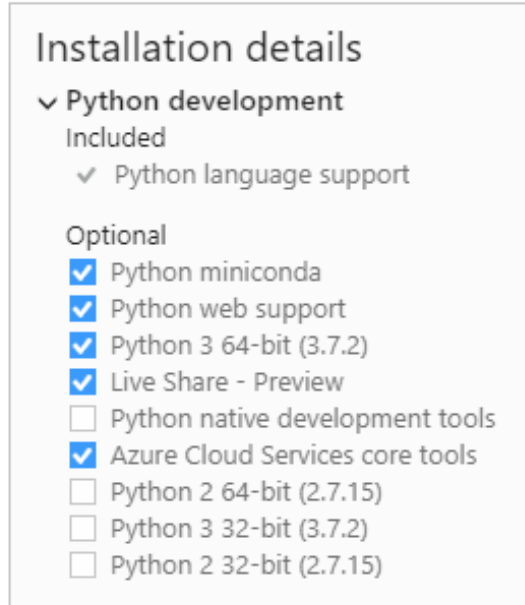 Installation details
Python development
Included
Python language support
Optional
Python miniconda
Python web support
Python 3 64-bit (3.7.2)
Live Share - Preview
Python native development tools
Azure Cloud Services core tools
Python 2 64-bit (2.7.15)
Python 3 32-bit (3.7.2)
Python 2 32-bit (2.7.15)